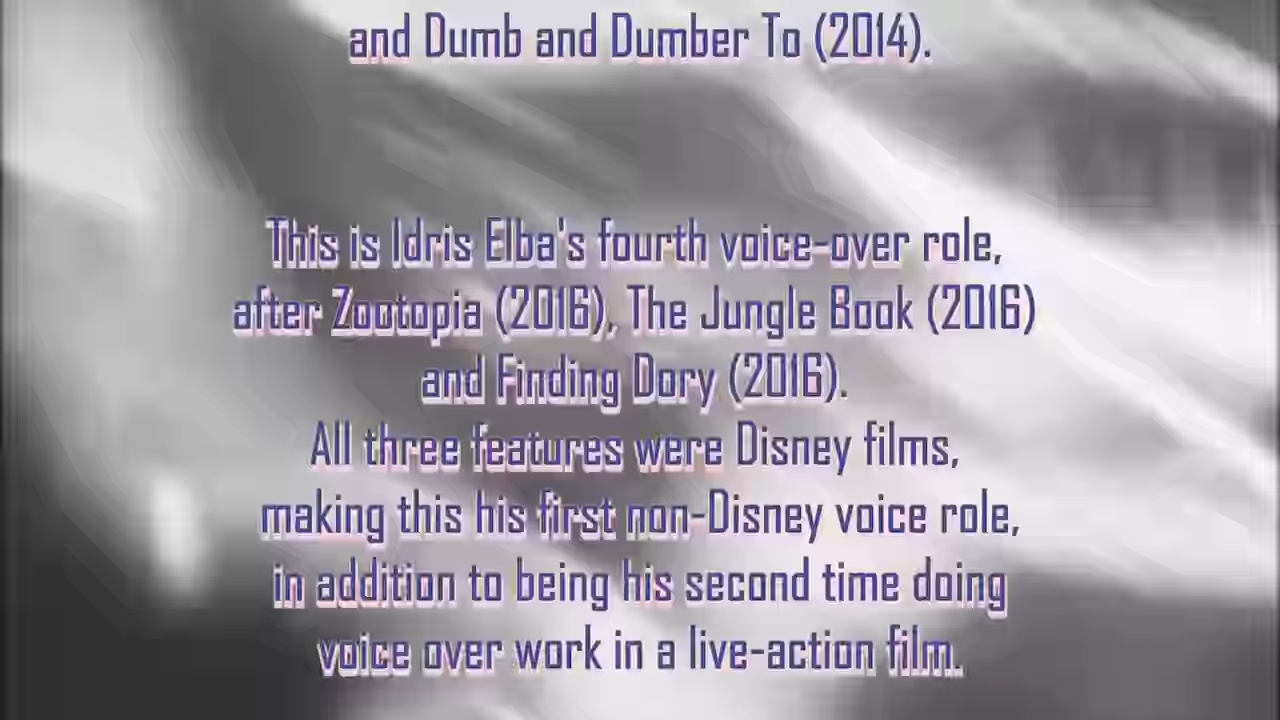 and Dumb and Dumber To (2014).
This is Idris Elba's fourth voice-over role,
after Zootopia (2016), The Jungle Book (2016)
and Finding Dory (2016).
All three features were Disney films,
making this his first non-Disney voice role,
in addition to being his second time doing
voice over work in a live-action film.